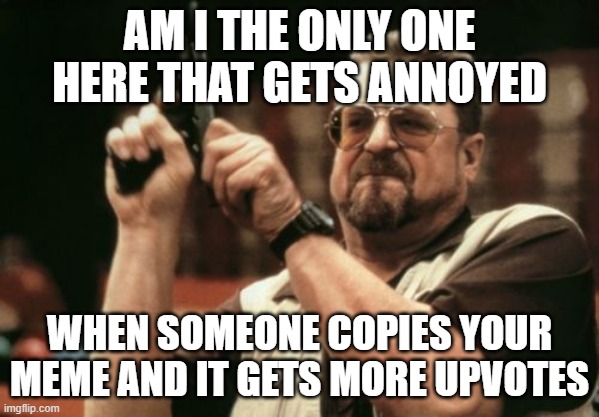 AM I THE ONLY ONE
HERE THAT GETS ANNOYED
WHEN SOMEONE COPIES YOUR
MEME AND IT GETS MORE UPVOTES
imgflip.com